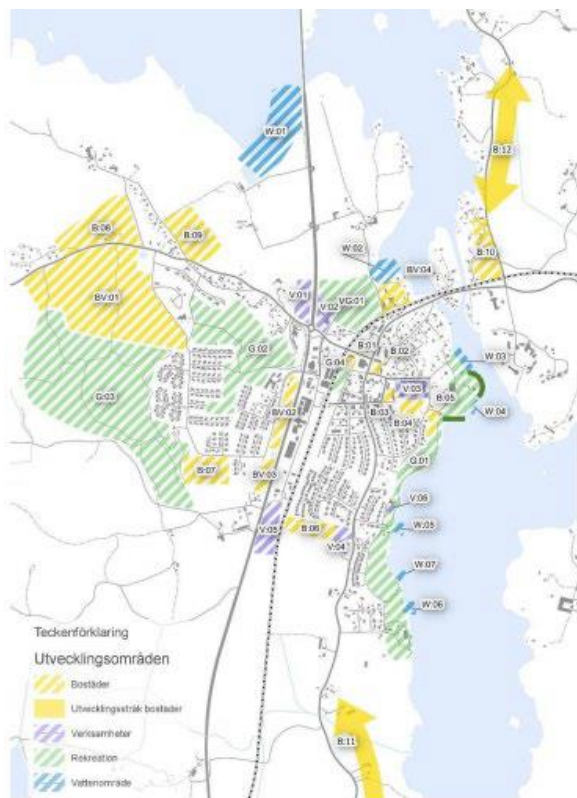 B:12
W:01
B:08
B:09
B:10
W:02
BV:04
V:01
V:02
VG:01
BV:01
B:01
B:02
W:03
G:02
G:04
V:03
B:05
G:03
BV:02
B:03
B:04
W:04
G:01
B:07
BV:03
V:06
V:05
B:06
V:04
W:05
W:07
W:06
Teckenförklaring
Utvecklingsområden
Bostäder
Utvecklingsstråk bostäder
Verksamheter
Rekreation
Vattenområde
B:11